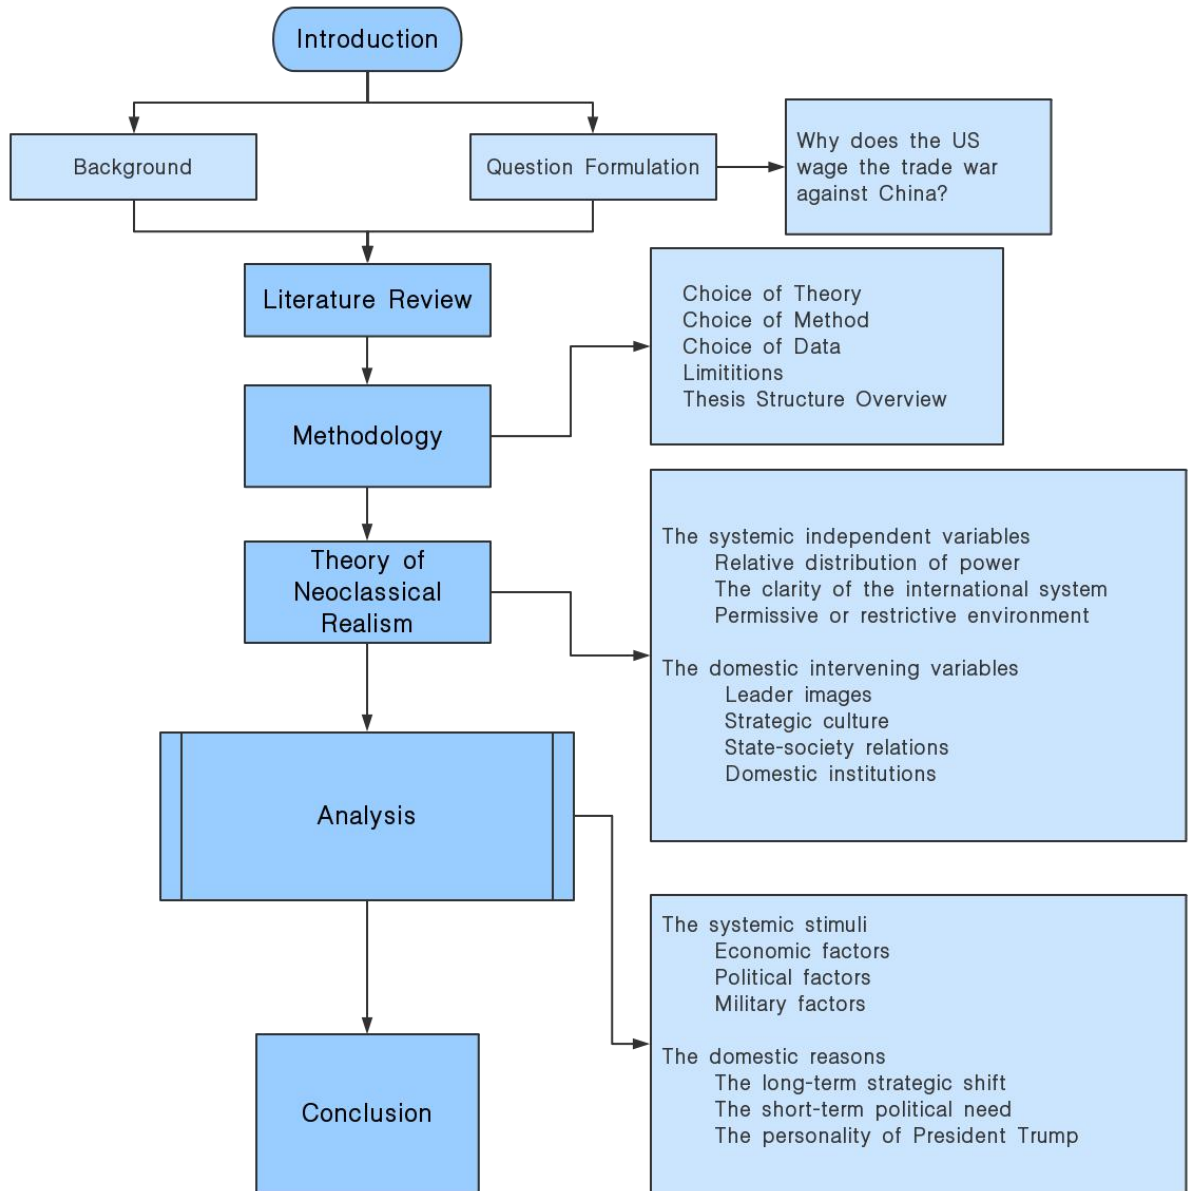 Introduction
Background
Question Formulation
Why does the US
wage the trade war
against China?
Literature Review
Choice of Theory
Choice of Method
Choice of Data
Limititions
Thesis Structure Overview
Methodology
Theory of
Neoclassical
Realism
The systemic independent variables
Relative distribution of power
The clarity of the international system
Permissive or restrictive environment
The domestic intervening variables
Leader images
Strategic culture
State-society relations
Domestic institutions
Analysis
The systemic stimuli
Economic factors
Political factors
Military factors
The domestic reasons
The long-term strategic shift
The short-term political need
The personality of President Trump
Conclusion